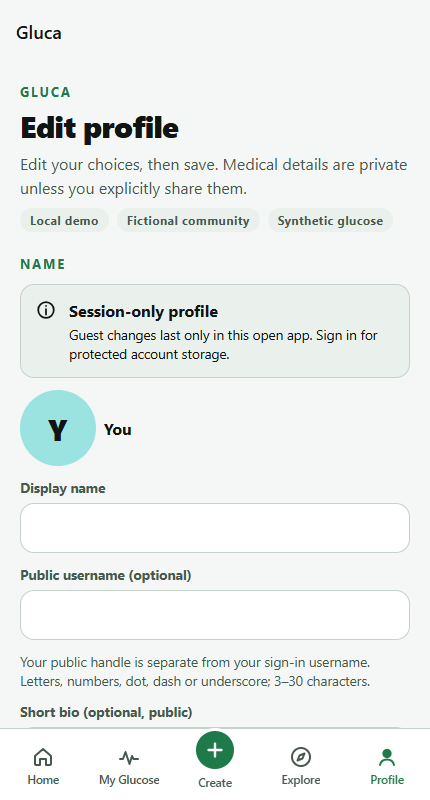 Gluca
GLUCA
Edit profile
Edit your choices, then save. Medical details are private
unless you explicitly share them.
Local demo
Fictional community
Synthetic glucose
NAME
Session-only profile
Guest changes last only in this open app. Sign in for
protected account storage.
Y
You
Display name
Public username (optional)
Your public handle is separate from your sign-in username.
Letters, numbers, dot, dash or underscore; 3–30 characters.
Short bio (optional, public)
Home
My Glucose
Create
Explore
Profile